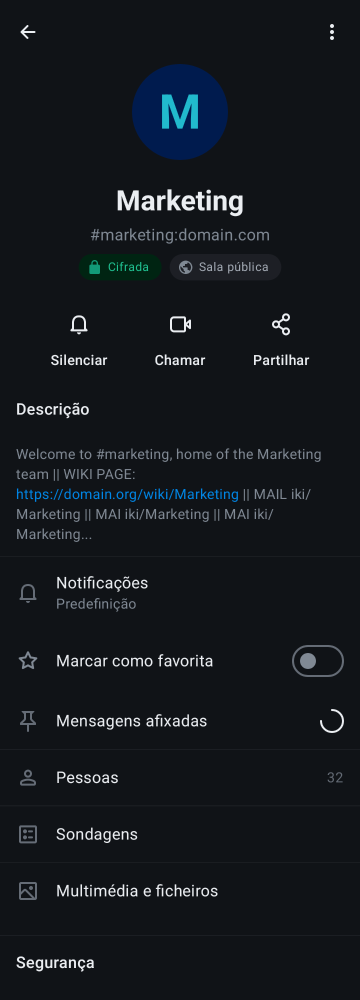 M
Marketing
#marketing:domain.com
Cifrada
Sala pública
Silenciar
Chamar
Partilhar
Descrição
Welcome to #marketing, home of the Marketing
team || WIKI PAGE:
https://domain.org/wiki/Marketing || MAIL iki/
Marketing || MAI iki/Marketing || MAI iki/
Marketing...
Notificações
Predefinição
Marcar como favorita
Mensagens afixadas
Pessoas 32
Sondagens
Multimédia e ficheiros
Segurança